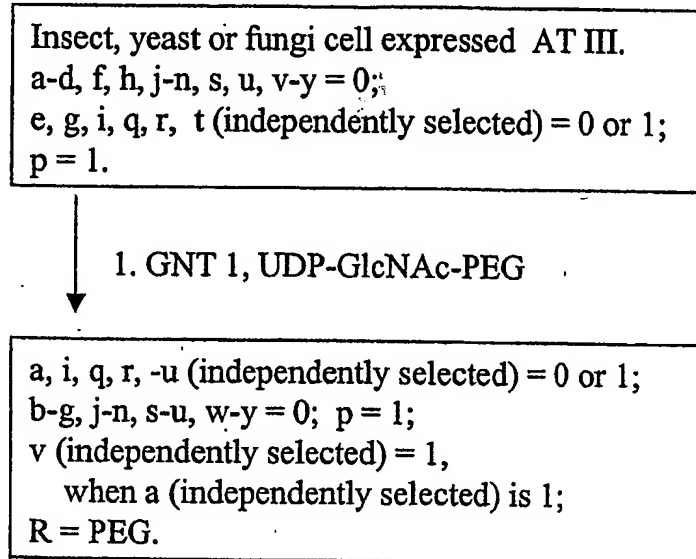 Insect, yeast or fungi cell expressed AT III.
a-d, f, h, j-n, s, u, v-y = 0;
e, g, i, q, r, t (independently selected) = 0 or 1;
p = 1.
1. GNT 1, UDP-GlcNAc-PEG
a, i, q, r, -u (independently selected) = 0 or 1;
b-g, j-n, s-u, w-y = 0; p = 1;
v (independently selected) = 1,
when a (independently selected) is 1;
R = PEG.